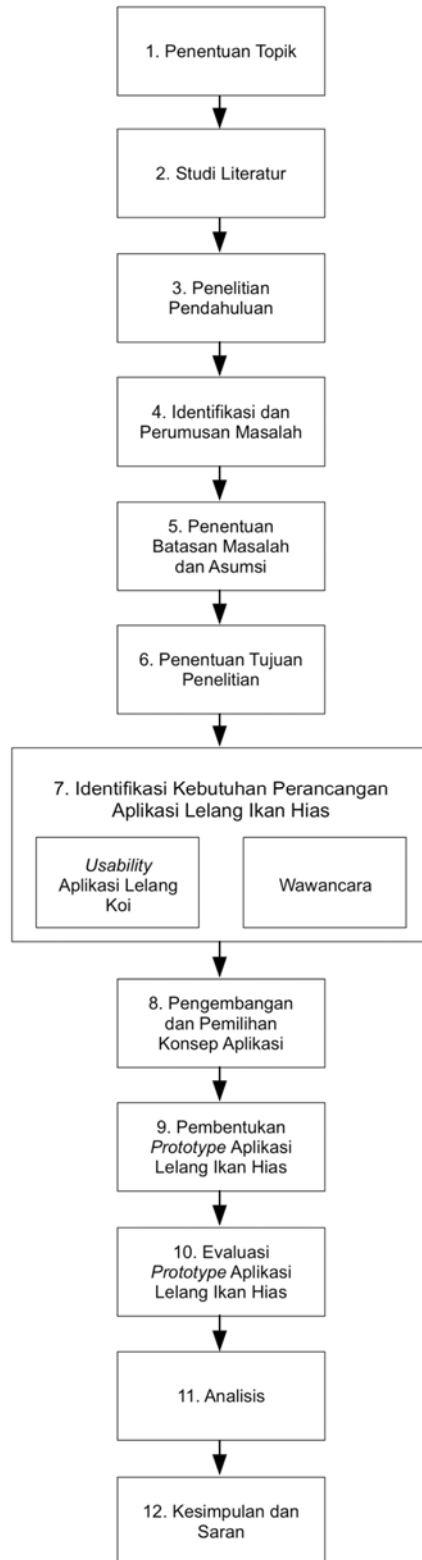 1. Penentuan Topik
2. Studi Literatur
3. Penelitian
Pendahuluan
4. Identifikasi dan
Perumusan Masalah
5. Penentuan
Batasan Masalah
dan Asumsi
6. Penentuan Tujuan
Penelitian
7. Identifikasi Kebutuhan Perancangan
Aplikasi Lelang Ikan Hias
Usability
Aplikasi Lelang
Koi
Wawancara
8. Pengembangan
dan Pemilihan
Konsep Aplikasi
9. Pembentukan
Prototype Aplikasi
Lelang Ikan Hias
10. Evaluasi
Prototype Aplikasi
Lelang Ikan Hias
11. Analisis
12. Kesimpulan dan
Saran